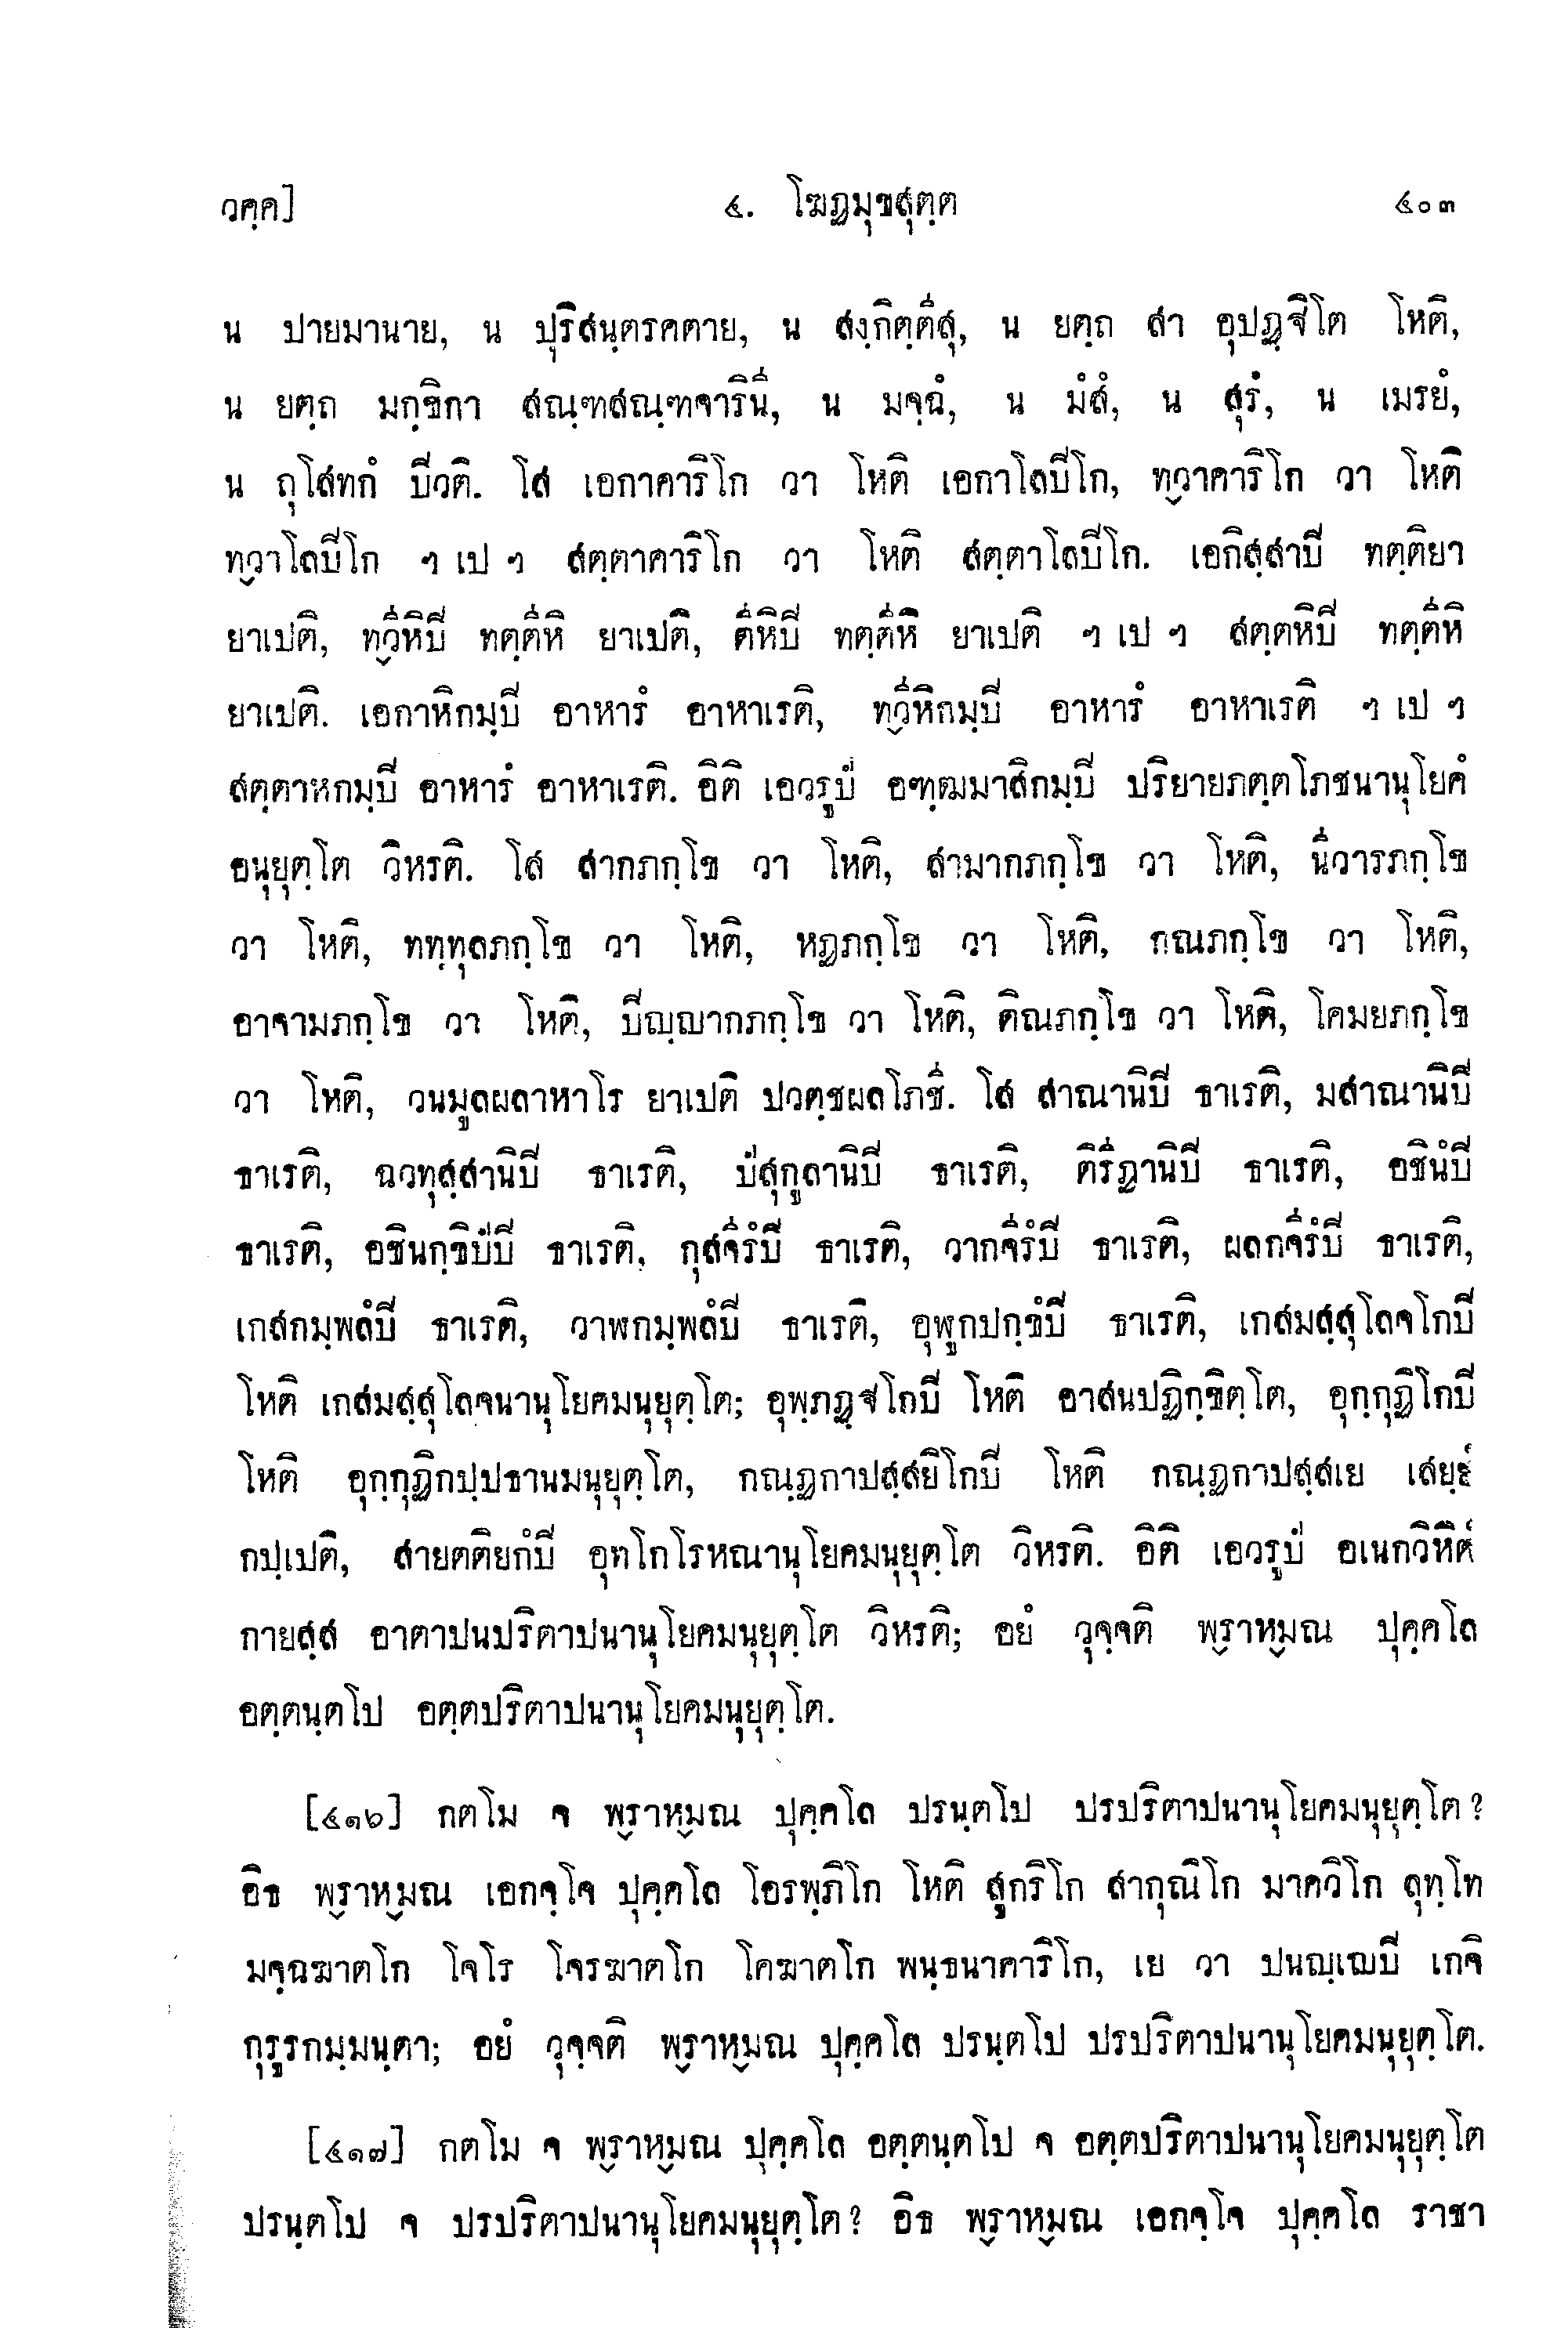 วคฺค] ๔. โฆฏมุขสุตฺต ๔๐๓
น ปายมานาย, น ปุริสนฺตรคตาย, น สงฺกิตฺตีสุ, น ยตฺถ สา อุปฏฺฐิโต โหติ,
น ยตฺถ มกฺขิกา สณฺฑสณฺฑจารินี, น มจฺฉํ, น มํสํ, น สุรํ, น เมรยํ,
น ถุโสทกํ ปิวติ. โส เอกาคาริโก วา โหติ เอกาโลปิโก, ทฺวาคาริโก วา โหติ
ทฺวาโลปิโก ฯ เป ฯ สตฺตาคาริโก วา โหติ สตฺตาโลปิโก. เอกิสฺสาปิ ทตฺติยา
ยาเปติ, ทฺวีหิปิ ทตฺตีหิ ยาเปติ, ตีหิปิ ทตฺตีหิ ยาเปติ ฯ เป ฯ สตฺตหิปิ ทตฺตีหิ
ยาเปติ. เอกาหิกมฺปิ อาหารํ อาหาเรติ, ทฺวีหิกมฺปิ อาหารํ อาหาเรติ ฯ เป ฯ
สตฺตาหกมฺปิ อาหารํ อาหาเรติ. อิติ เอวรูปํ อฑฺฒมาสิกมฺปิ ปริยายภตฺตโภชนานุโยคํ
อนุยุตฺโต วิหรติ. โส สากภกฺโข วา โหติ, สามากภกฺโข วา โหติ, นีวารภกฺโข
วา โหติ, ททฺทุลภกฺโข วา โหติ, หฏภกฺโข วา โหติ, กณภกฺโข วา โหติ,
อาจามภกฺโข วา โหติ, ปิญฺญากภกฺโข วา โหติ, ติณภกฺโข วา โหติ, โคมยภกฺโข
วา โหติ, วนมูลผลาหาโร ยาเปติ ปวตฺชผลโภชี. โส สาณานิปิ ธาเรติ, มสาณานิปิ
ธาเรติ, ฉวทุสฺสานิปิ ธาเรติ, ปํสุกูลานิปิ ธาเรติ, ติรีฏานิปิ ธาเรติ, อชินํปิ
ธาเรติ, อชินกฺขิปํปิ ธาเรติ, กุสจีรํปิ ธาเรติ, วากจีรํปิ ธาเรติ, ผลกจีรํปิ ธาเรติ,
เกสกมฺพลํปิ ธาเรติ, วาฬกมฺพลํปิ ธาเรติ, อุพูกปกฺขํปิ ธาเรติ, เกสมสฺสุโลจโกปิ
โหติ เกสมสฺสุโลจนานุโยคมนุยุตฺโต; อุพฺภฏฺฐโกปิ โหติ อาสนปฏิกฺขิตฺโต, อุกฺกุฏิโกปิ
โหติ อุกฺกุฏิกปฺปธานมนุยุตฺโต, กณฺฏกาปสฺสยิโกปิ โหติ กณฺฏกาปสฺสเย เสยฺยํ
กปฺเปติ, สายตติยกํปิ อุทโกโรหณานุโยคมนุยุตฺโต วิหรติ. อิติ เอวรูปํ อเนกวิหิตํ
กายสฺส อาตาปนปริตาปนานุโยคมนุยุตฺโต วิหรติ; อยํ วุจฺจติ พฺราหฺมณ ปุคฺคโล
อตฺตนฺตโป อตฺตปริตาปนานุโยคมนุยุตฺโต.
[๔๑๖] กตโม จ พฺราหฺมณ ปุคฺคโล ปรนฺตโป ปรปริตาปนานุโยคมนุยุตฺโต?
อิธ พฺราหฺมณ เอกจฺโจ ปุคฺคโล โอรพฺภิโก โหติ สูกริโก สากุณิโก มาควิโก ลุทฺโท
มจฺฉฆาตโก โจโร โจรฆาตโก โคฆาตโก พนฺธนาคาริโก, เย วา ปนญฺเญปิ เกจิ
กุรูรกมฺมนฺตา; อยํ วุจฺจติ พฺราหฺมณ ปุคฺคโล ปรนฺตโป ปรปริตาปนานุโยคมนุยุตฺโต.
[๔๑๗] กตโม จ พฺราหฺมณ ปุคฺคโล อตฺตนฺตโป จ อตฺตปริตาปนานุโยคมนุยุตฺโต
ปรนฺตโป จ ปรปริตาปนานุโยคมนุยุตฺโต? อิธ พฺราหฺมณ เอกจฺโจ ปุคฺคโล ราชา